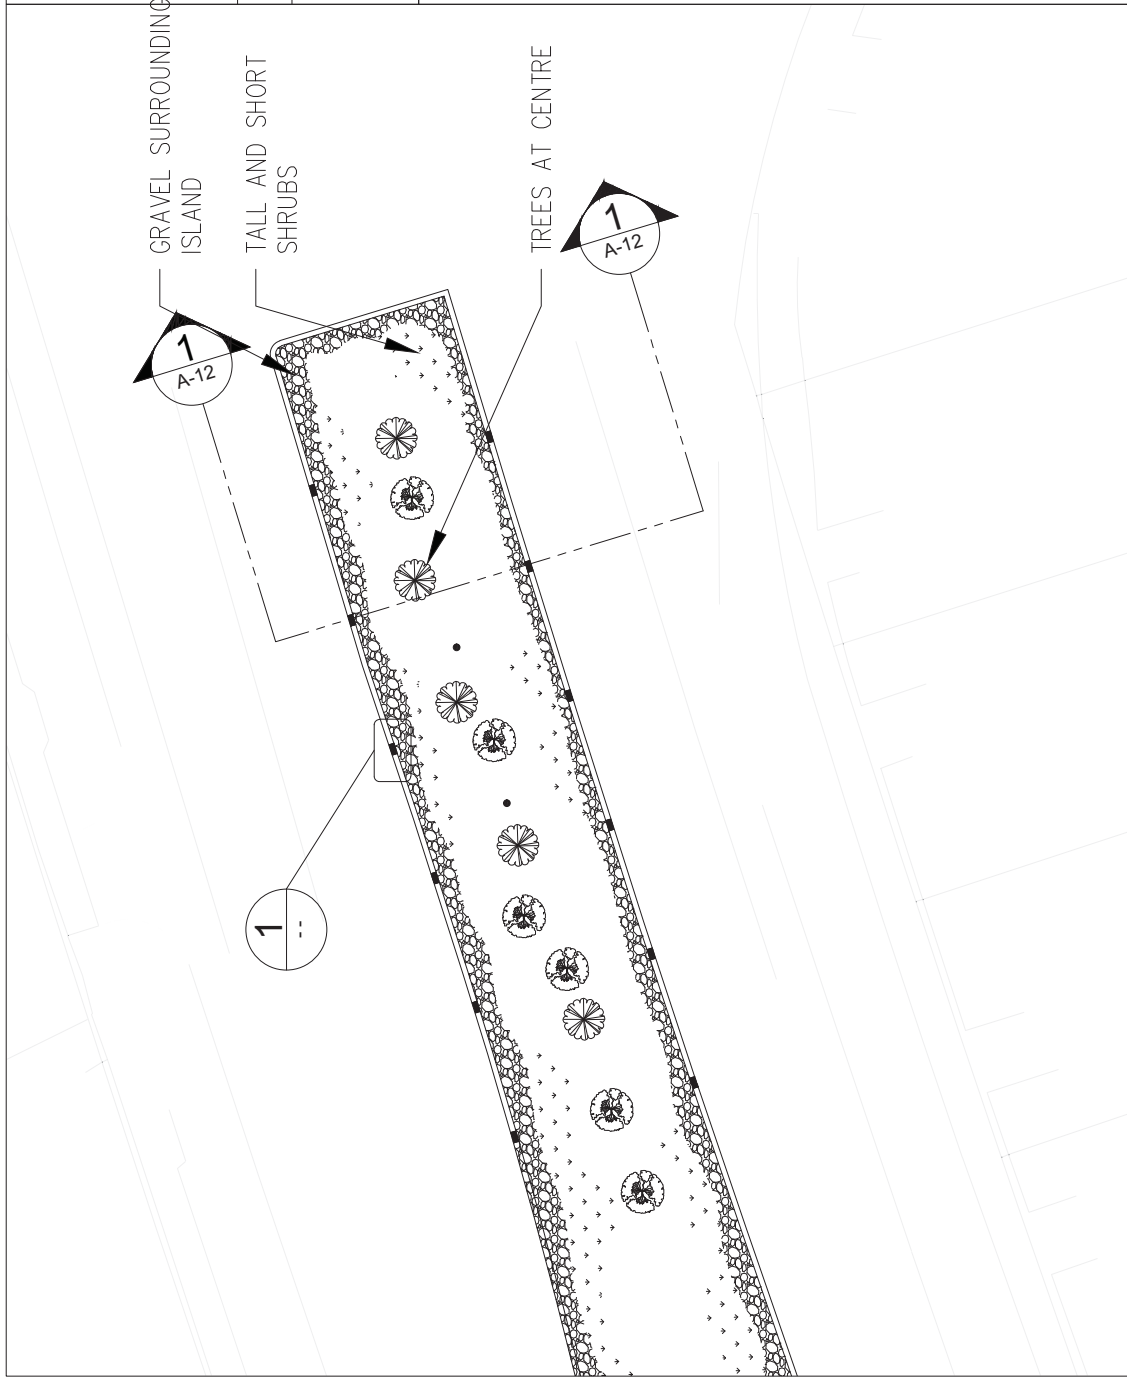 GRAVEL SURROUNDING
ISLAND
TALL AND SHORT
SHRUBS
TREES AT CENTRE
1
A-12
1
A-12
1
--